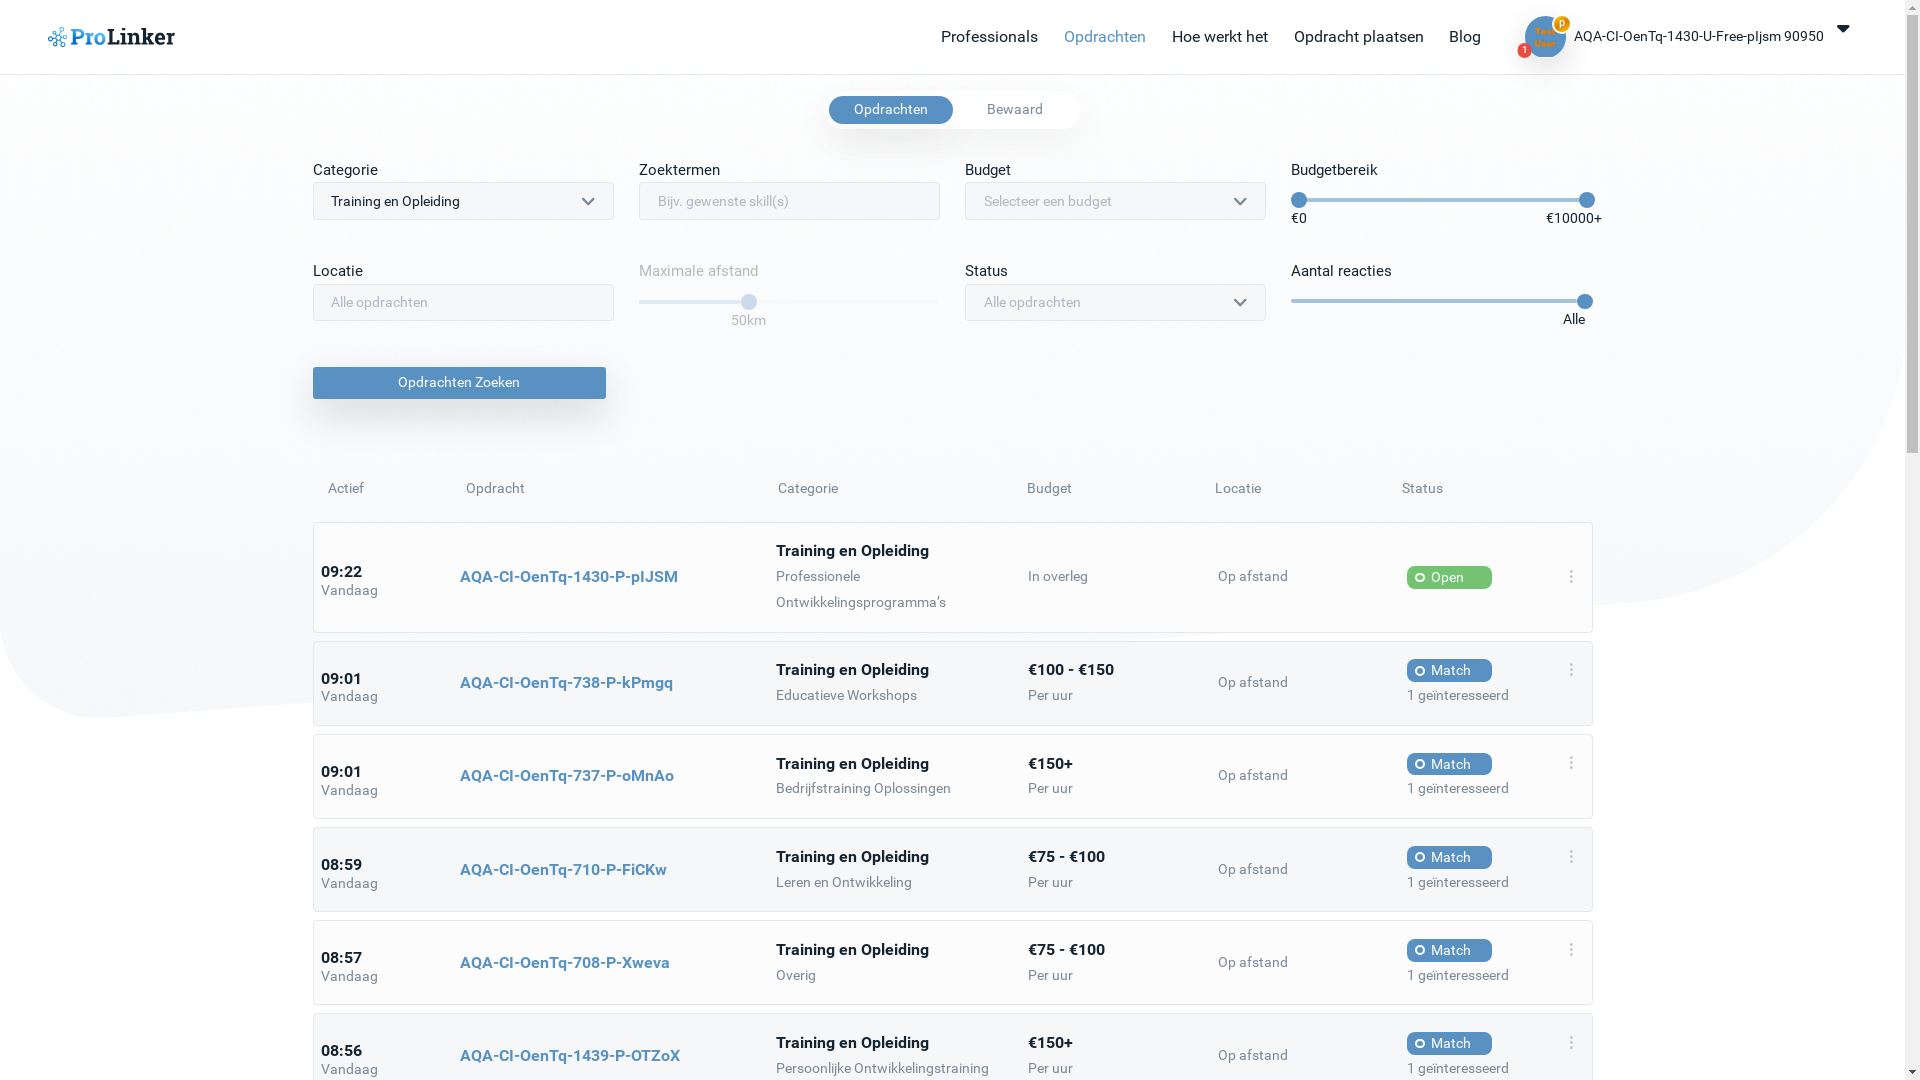 ProLinker
Professionals
Opdrachten
Hoe werkt het
Opdracht plaatsen
Blog
P
1
AQA-CI-OenTq-1430-U-Free-pIjsm 90950
Opdrachten
Bewaard
Categorie
Zoektermen
Budget
Budgetbereik
Training en Opleiding
Bijv. gewenste skill(s)
Selecteer een budget
€0
€10000+
Locatie
Maximale afstand
Status
Aantal reacties
Alle opdrachten
50km
Alle opdrachten
Alle
Opdrachten Zoeken
Actief
Opdracht
Categorie
Budget
Locatie
Status
09:22
Vandaag
AQA-CI-OenTq-1430-P-pIJSM
Training en Opleiding
Professionele
Ontwikkelingsprogramma’s
In overleg
Op afstand
Open
09:01
Vandaag
AQA-CI-OenTq-738-P-kPmgq
Training en Opleiding
Educatieve Workshops
€100 - €150
Per uur
Op afstand
Match
1 geïnteresseerd
09:01
Vandaag
AQA-CI-OenTq-737-P-oMnAo
Training en Opleiding
Bedrijfstraining Oplossingen
€150+
Per uur
Op afstand
Match
1 geïnteresseerd
08:59
Vandaag
AQA-CI-OenTq-710-P-FiCKw
Training en Opleiding
Leren en Ontwikkeling
€75 - €100
Per uur
Op afstand
Match
1 geïnteresseerd
08:57
Vandaag
AQA-CI-OenTq-708-P-Xweva
Training en Opleiding
Overig
€75 - €100
Per uur
Op afstand
Match
1 geïnteresseerd
08:56
Vandaag
AQA-CI-OenTq-1439-P-OTZoX
Training en Opleiding
Persoonlijke Ontwikkelingstraining
€150+
Per uur
Op afstand
Match
1 geïnteresseerd